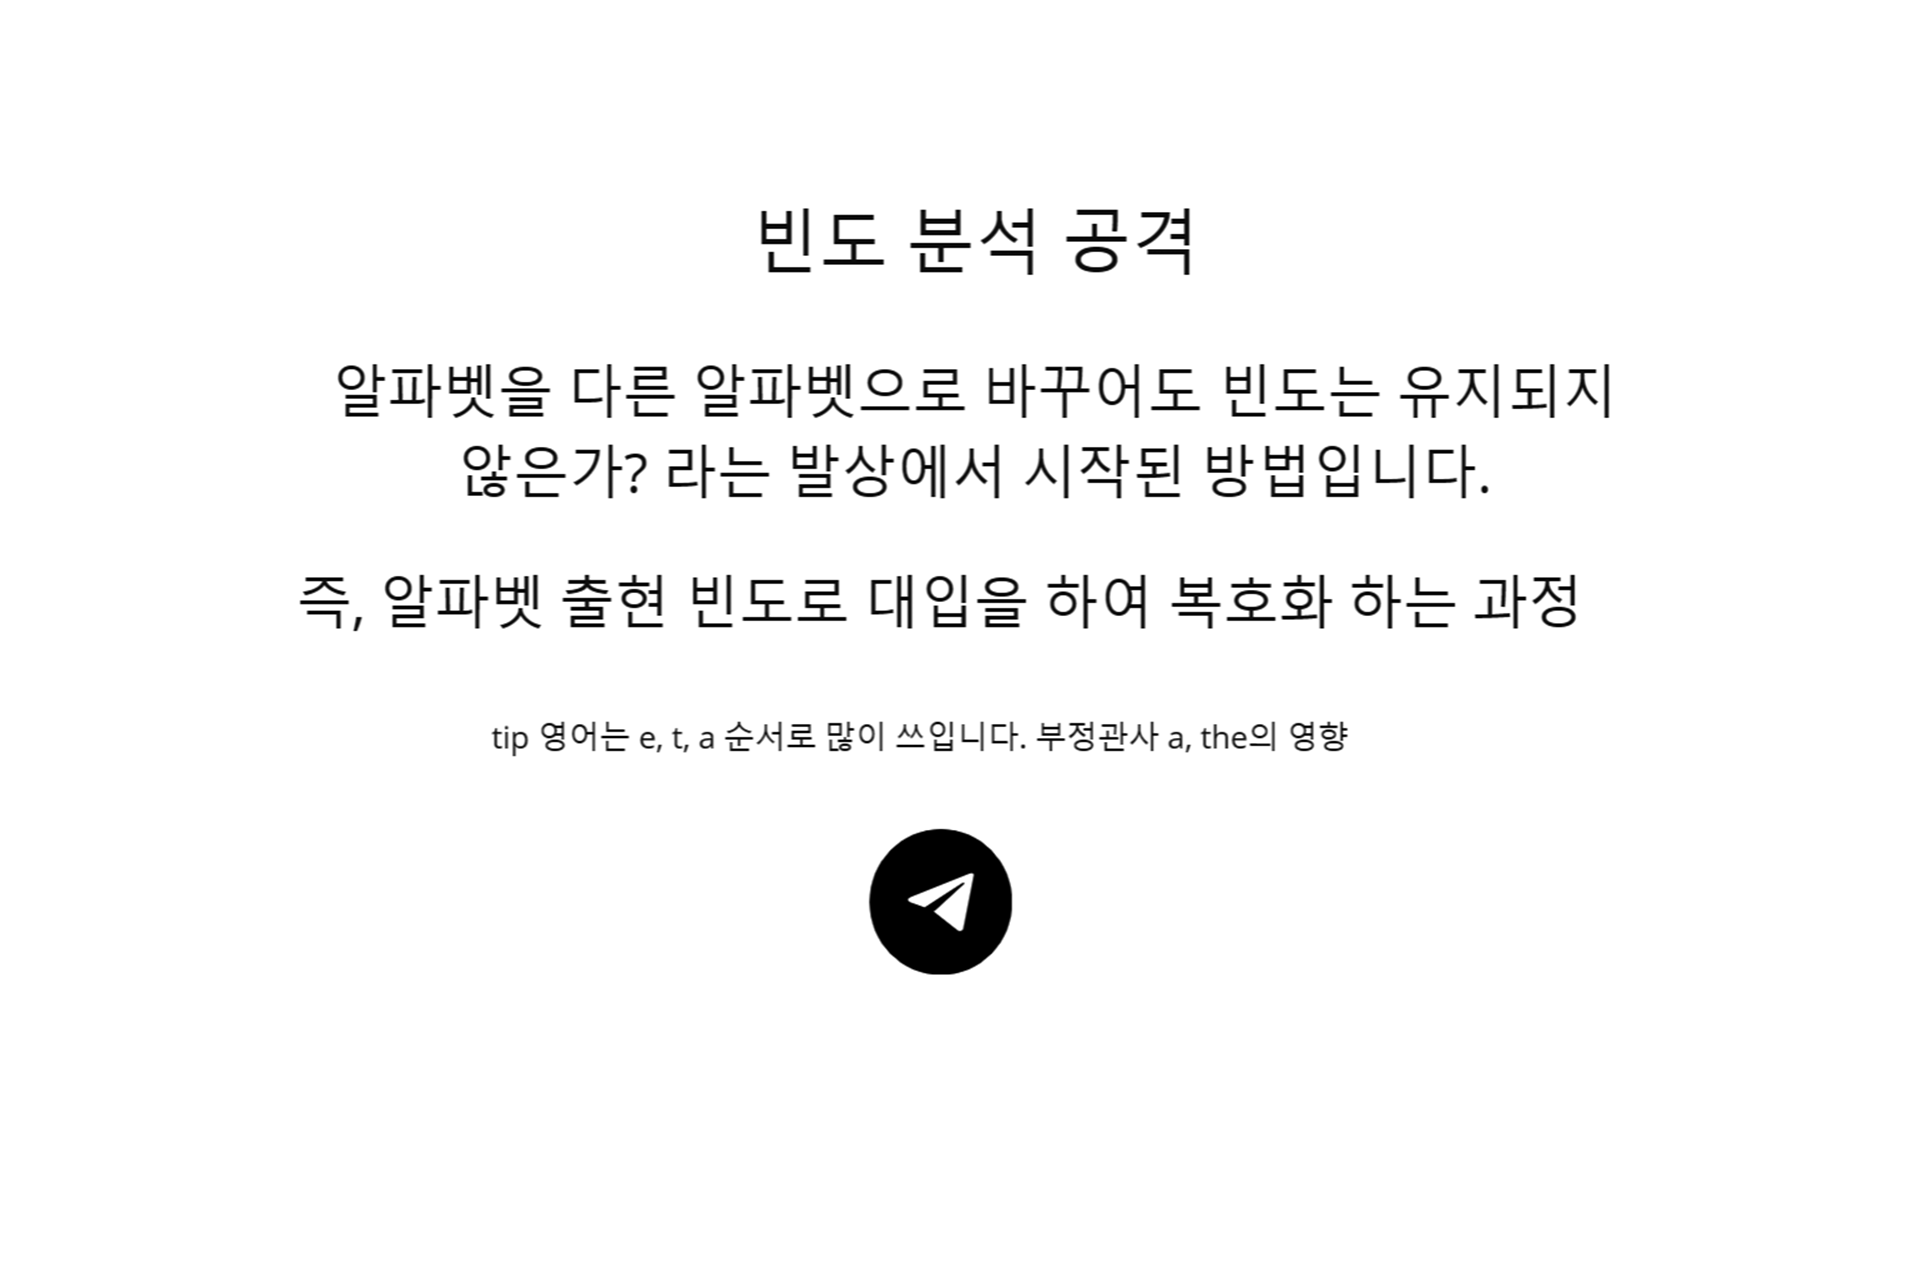 빈도 분석 공격
알파벳을 다른 알파벳으로 바꾸어도 빈도는 유지되지
않은가? 라는 발상에서 시작된 방법입니다.
즉, 알파벳 출현 빈도로 대입을 하여 복호화 하는 과정
tip 영어는 e, t, a 순서로 많이 쓰입니다. 부정관사 a, the의 영향